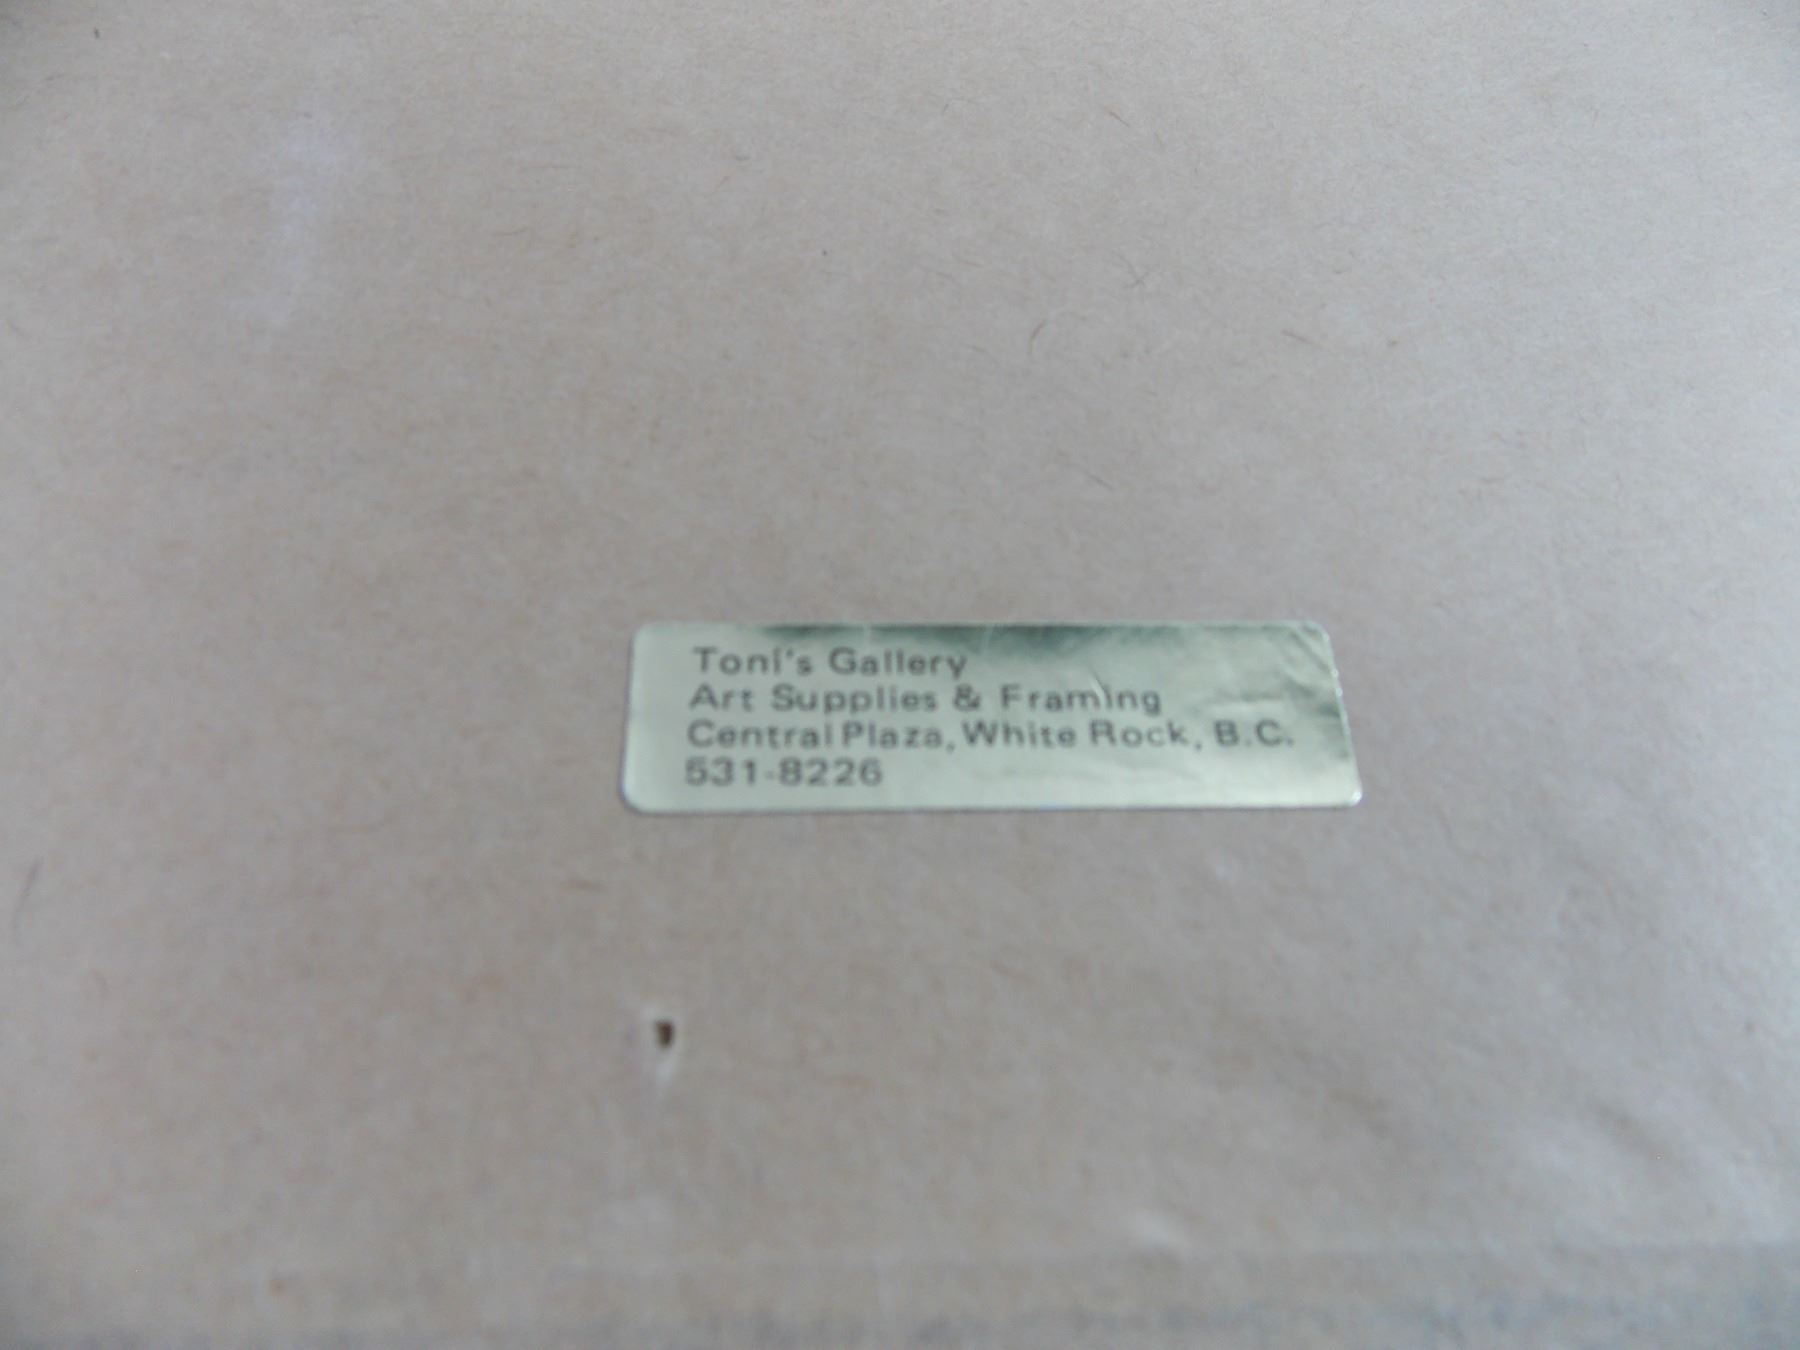 Toni's Gallery
Art Supplies & Framing
Central Plaza, White Rock, B.C.
531-8226